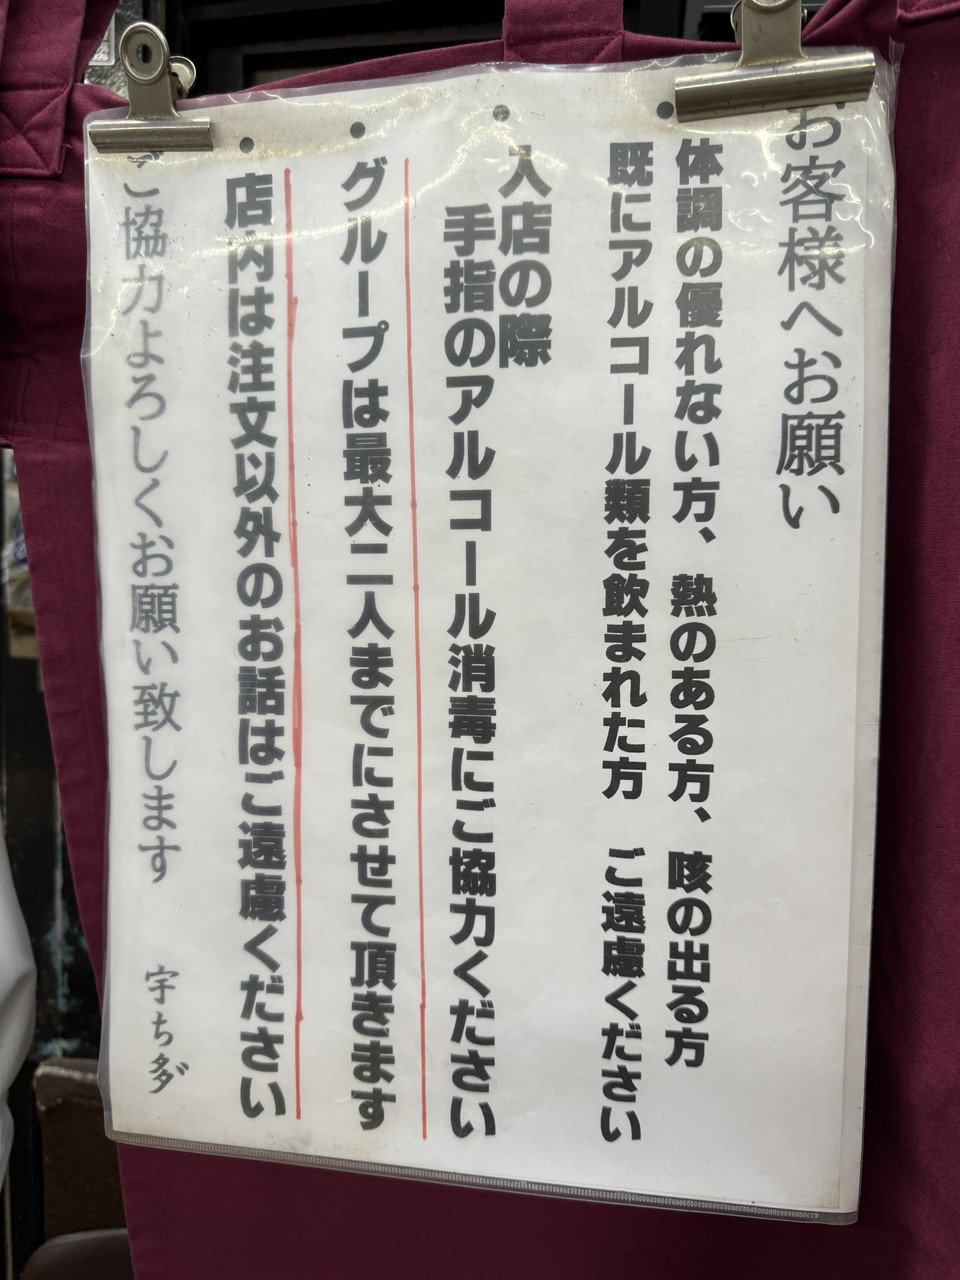 お客様へお願い
体調の優れない方、熱のある方、咳の出る方
既にアルコール類を飲まれた方　ご遠慮ください
入店の際
手指のアルコール消毒にご協力ください
グループは最大二人までにさせて頂きます
店内は注文以外のお話はご遠慮ください
ご協力よろしくお願い致します　宇ち多゛